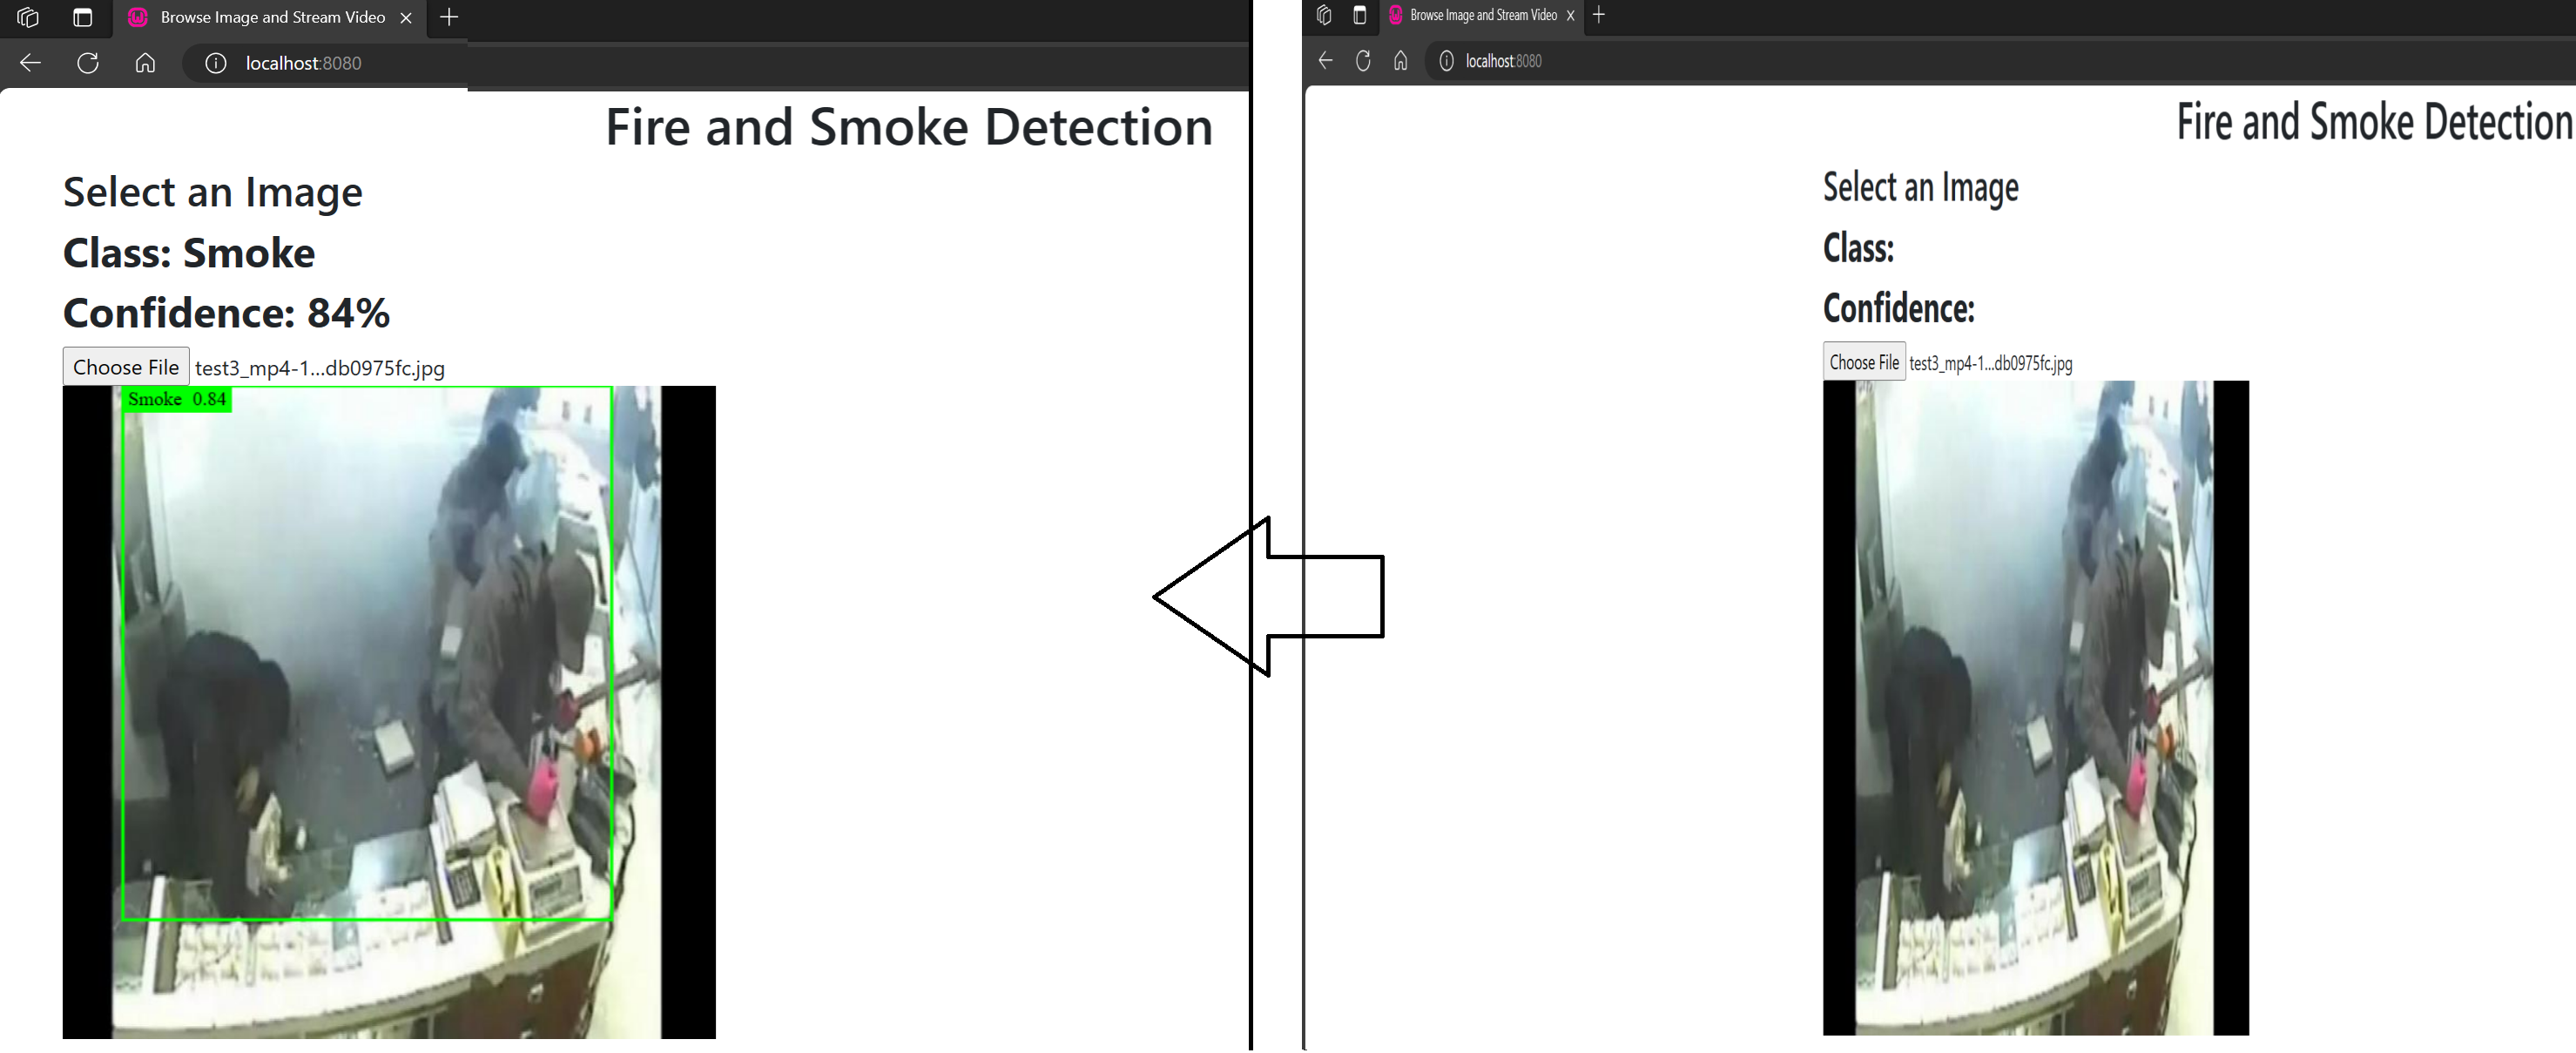 Browse Image and Stream Video
localhost:8080
Fire and Smoke Detection
Select an Image
Class: Smoke
Confidence: 84%
Choose File test3_mp4-1...db0975fc.jpg
Smoke 0.84
Browse Image and Stream Video
localhost:8080
Fire and Smoke Detection
Select an Image
Class:
Confidence:
Choose File test3_mp4-1...db0975fc.jpg